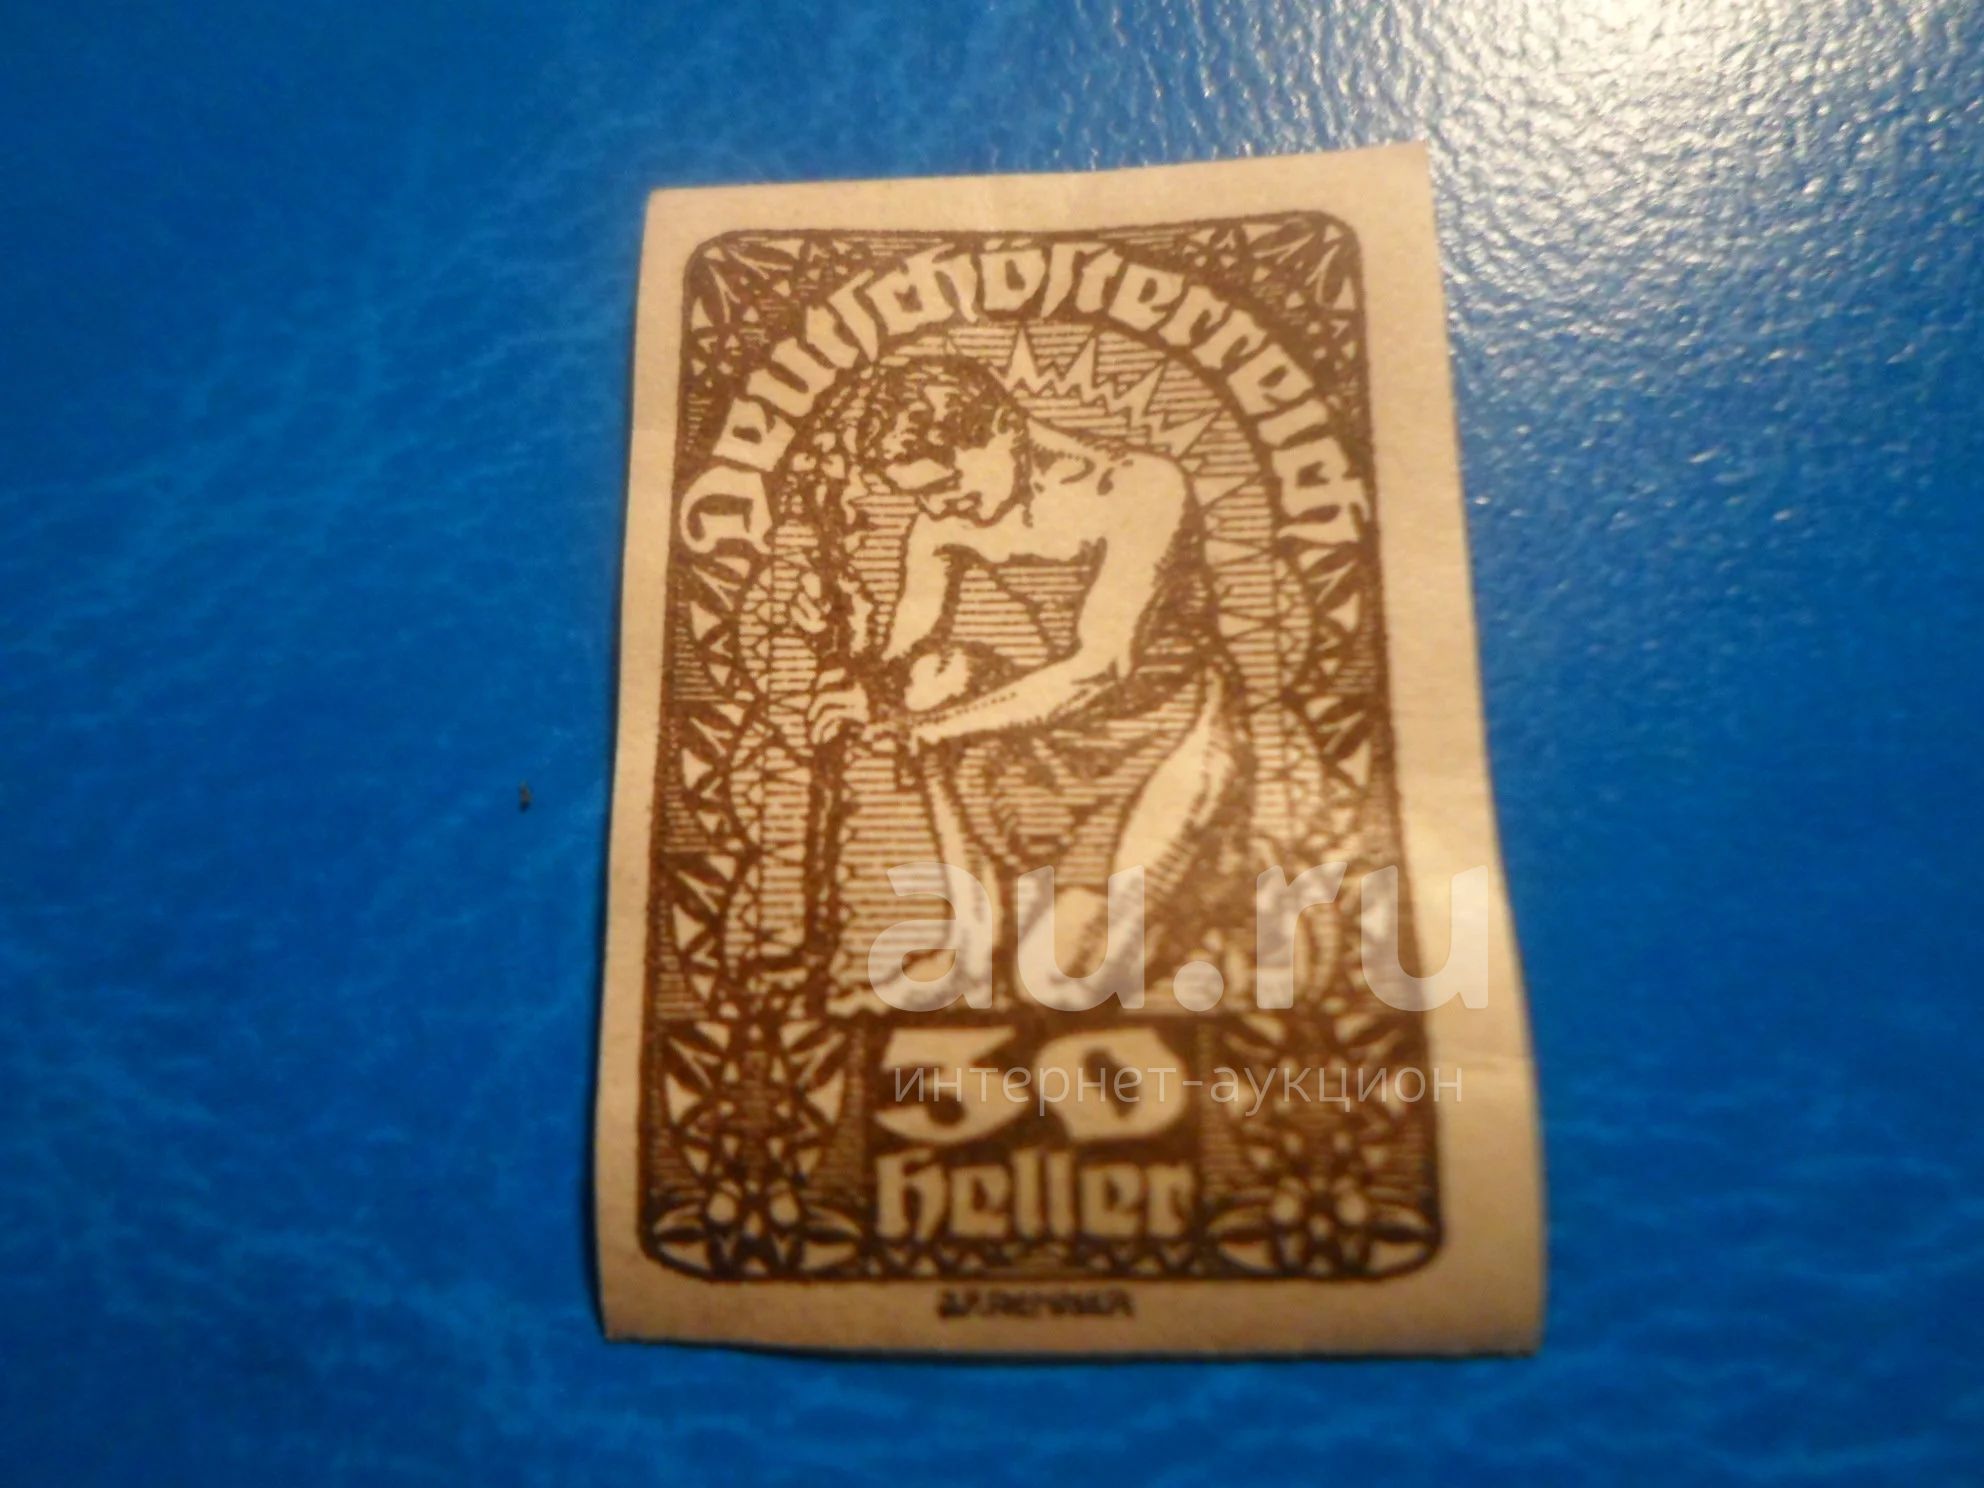 Deutschösterreich
au.ru
интернет-аукцион
30
Heller